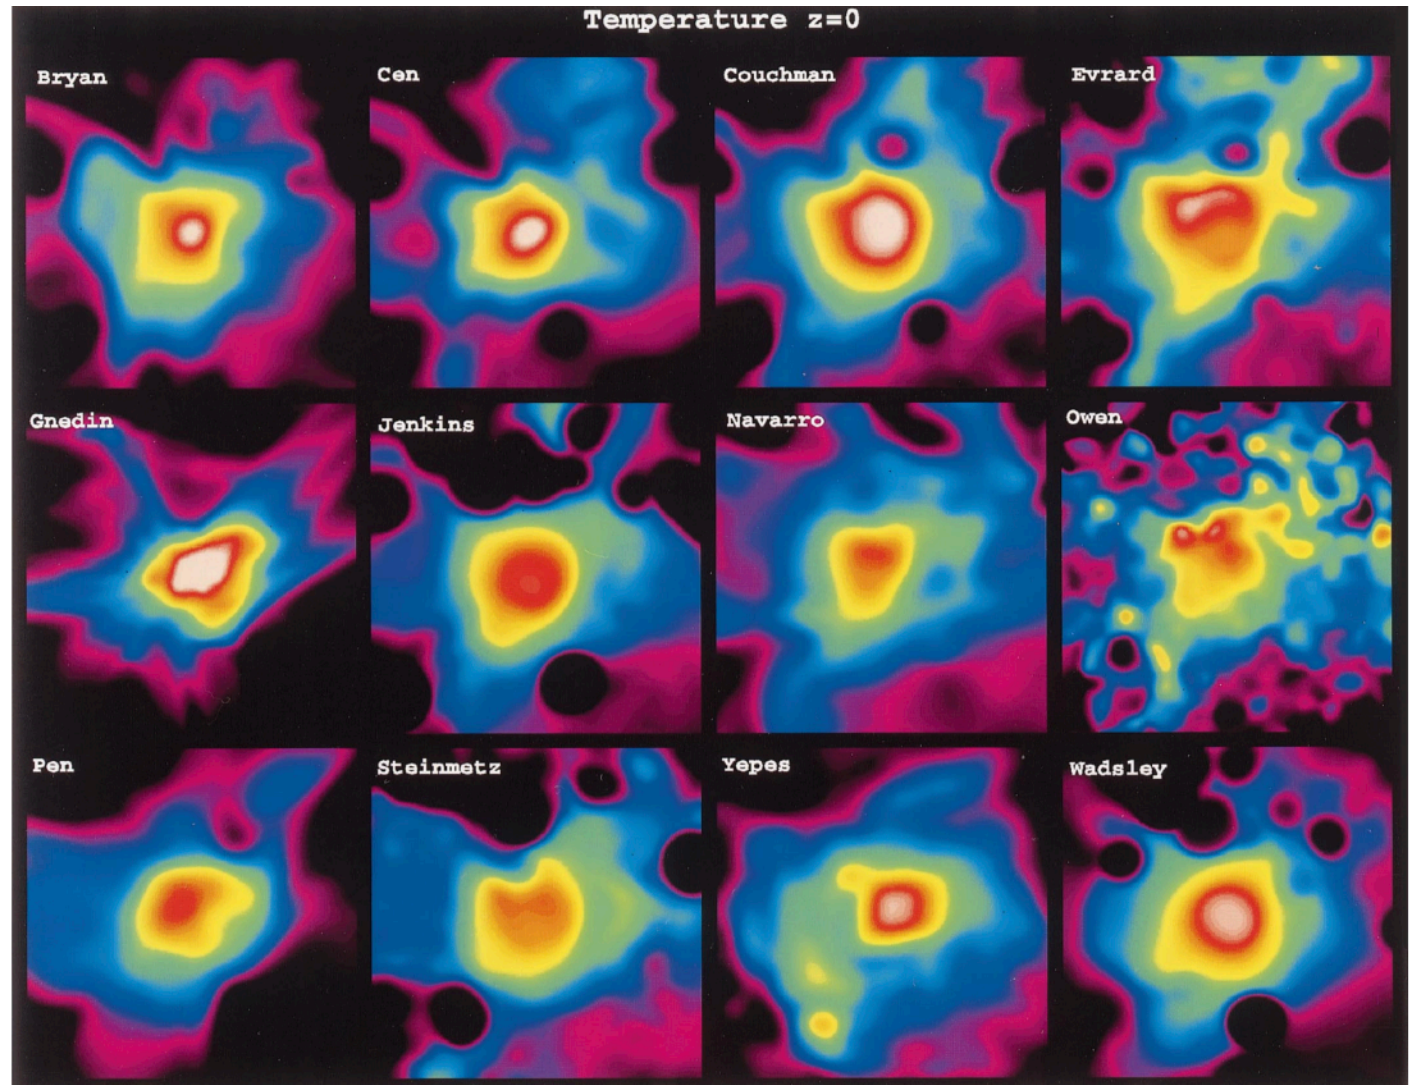 Temperature z=0
Bryan
Cen
Couchman
Evrard
Gnedin
Jenkins
Navarro
Owen
Pen
Steinmetz
Yepes
Wadsley